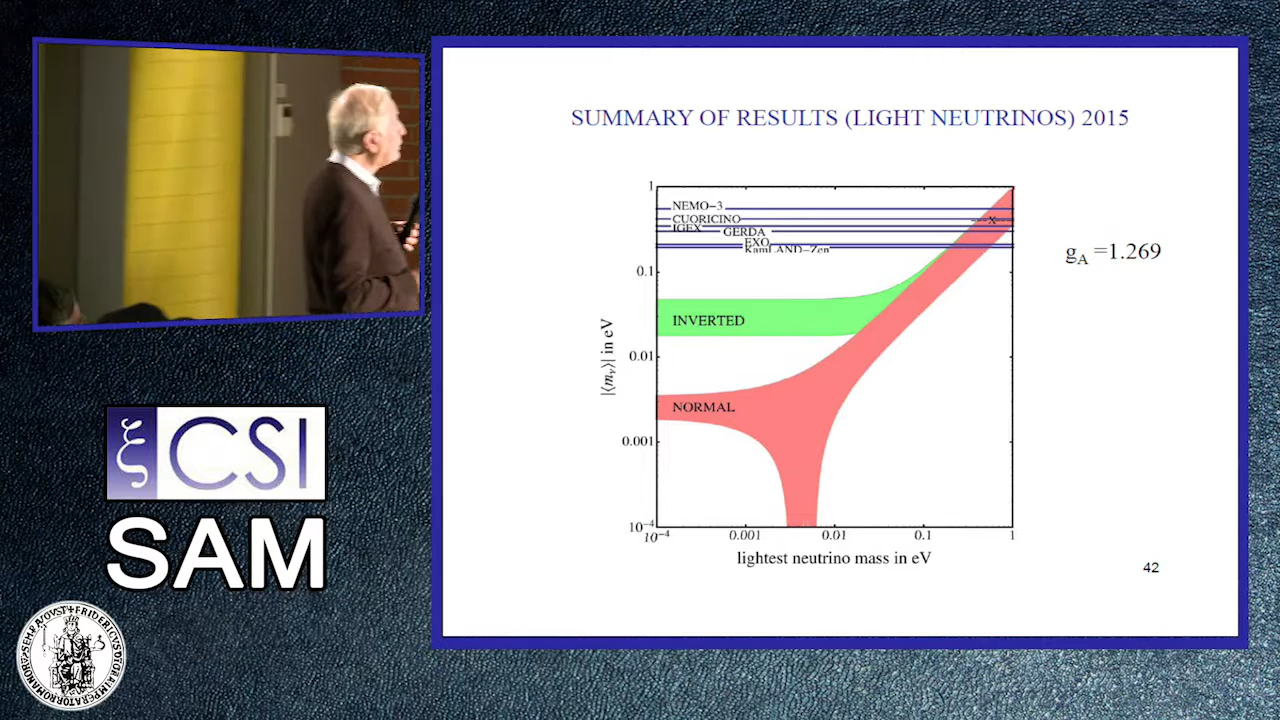 SUMMARY OF RESULTS (LIGHT NEUTRINOS) 2015
1
NEMO−3
CUORICINO
IGEX
GERDA
EXO
KamLAND−Zen
X
g_A =1.269
0.1
INVERTED
|⟨m_ν⟩| in eV
0.01
NORMAL
0.001
10⁻⁴
10⁻⁴
0.001
0.01
0.1
1
lightest neutrino mass in eV
42
ξ CSI
SAM